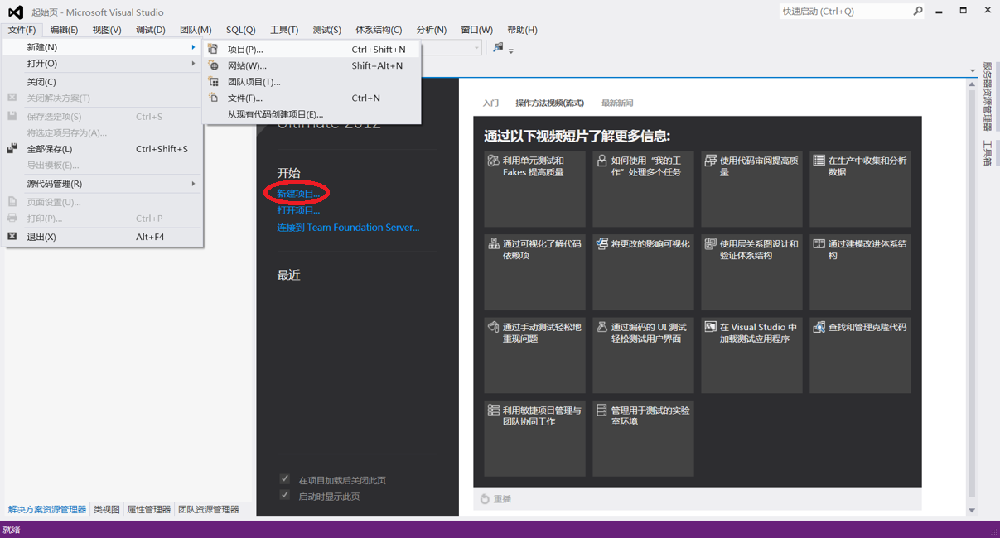 起始页 - Microsoft Visual Studio
快速启动 (Ctrl+Q)
文件(F) 编辑(E) 视图(V) 调试(D) 团队(M) SQL(Q) 工具(T) 测试(S) 体系结构(C) 分析(N) 窗口(W) 帮助(H)
新建(N)
打开(O)
关闭(C)
关闭解决方案(T)
保存选定项(S) Ctrl+S
将选定项另存为(A)...
全部保存(L) Ctrl+Shift+S
导出模板(E)...
源代码管理(R)
页面设置(U)...
打印(P)... Ctrl+P
退出(X) Alt+F4
项目(P)... Ctrl+Shift+N
网站(W)... Shift+Alt+N
团队项目(T)...
文件(F)... Ctrl+N
从现有代码创建项目(E)...
Ultimate 2012
开始
新建项目...
打开项目...
连接到 Team Foundation Server...
最近
在项目加载后关闭此页
启动时显示此页
入门 操作方法视频(流式) 最新新闻
通过以下视频短片了解更多信息:
利用单元测试和
Fakes 提高质量
如何使用“我的工
作”处理多个任务
使用代码审阅提高质
量
在生产中收集和分析
数据
通过可视化了解代码
依赖项
将更改的影响可视化
使用层关系图设计和
验证体系结构
通过建模改进体系结
构
通过手动测试轻松地
重现问题
通过编码的 UI 测试
轻松测试用户界面
在 Visual Studio 中
加载测试应用程序
查找和管理克隆代码
利用敏捷项目管理与
团队协同工作
管理用于测试的实验
室环境
重播
服务器资源管理器
工具箱
解决方案资源管理器 类视图 属性管理器 团队资源管理器
就绪